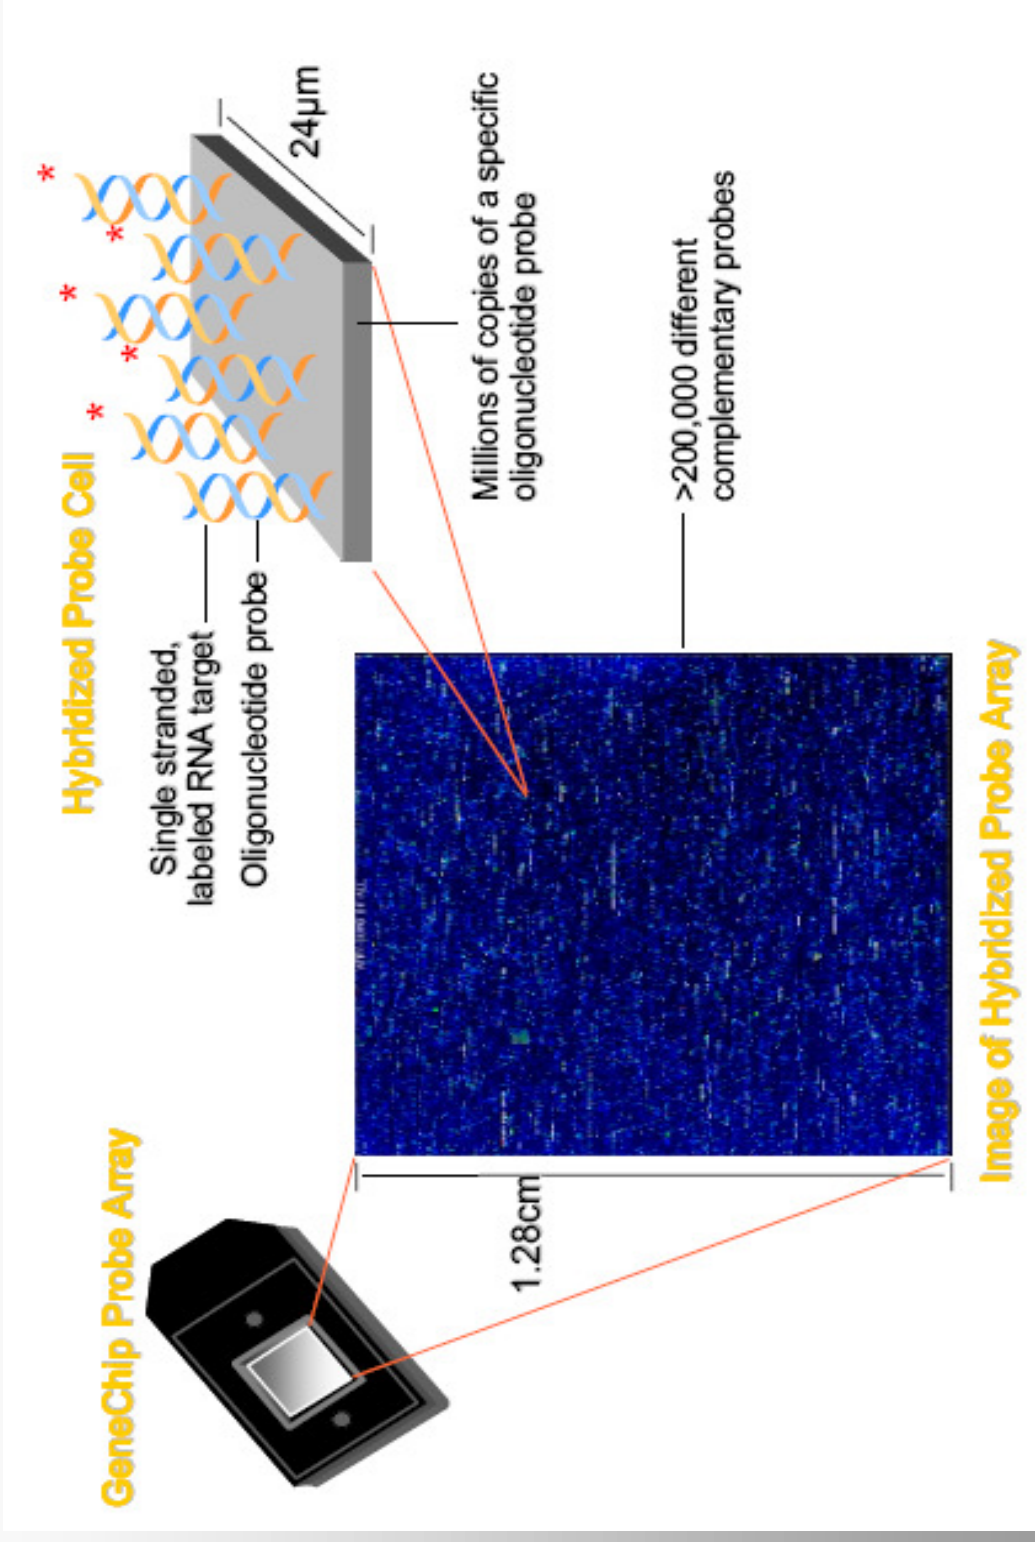 GeneChip Probe Array
Hybridized Probe Cell
Single stranded,
labeled RNA target
Oligonucleotide probe
*
*
*
*
*
24µm
Millions of copies of a specific
oligonucleotide probe
>200,000 different
complementary probes
1.28cm
Image of Hybridized Probe Array